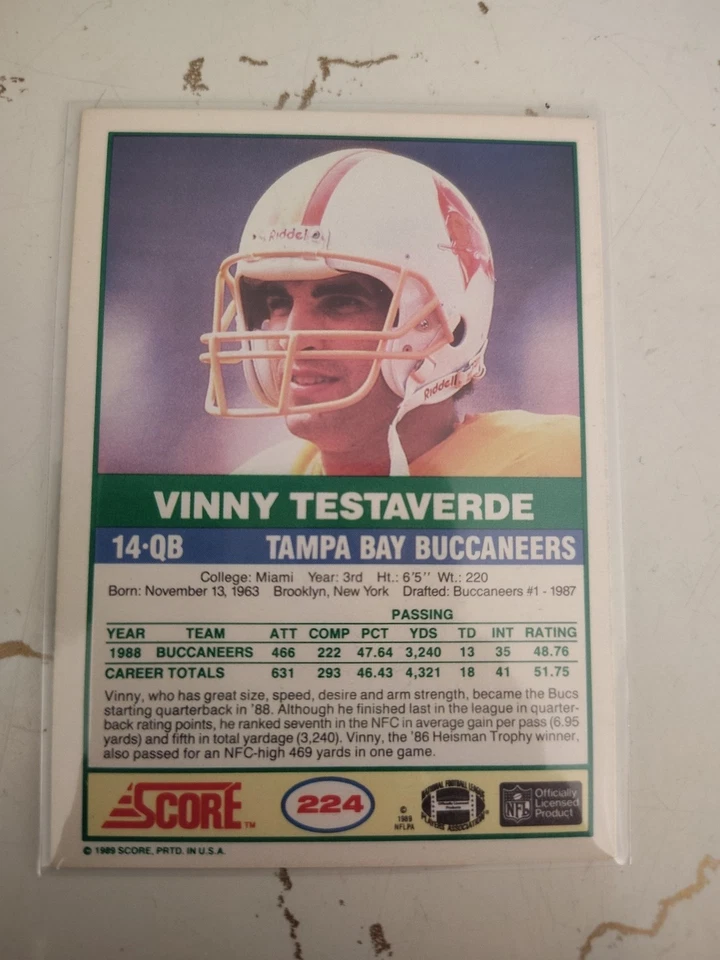 Riddell
Riddell
VINNY TESTAVERDE
14·QB TAMPA BAY BUCCANEERS
College: Miami Year: 3rd Ht.: 6'5'' Wt.: 220
Born: November 13, 1963 Brooklyn, New York Drafted: Buccaneers #1 - 1987
PASSING
YEAR TEAM ATT COMP PCT YDS TD INT RATING
1988 BUCCANEERS 466 222 47.64 3,240 13 35 48.76
CAREER TOTALS 631 293 46.43 4,321 18 41 51.75
Vinny, who has great size, speed, desire and arm strength, became the Bucs
starting quarterback in '88. Although he finished last in the league in quarter-
back rating points, he ranked seventh in the NFC in average gain per pass (6.95
yards) and fifth in total yardage (3,240). Vinny, the '86 Heisman Trophy winner,
also passed for an NFC-high 469 yards in one game.
SCORE™
224
©
1989
NFLPA
NATIONAL FOOTBALL LEAGUE
PLAYERS ASSOCIATION
NFL
Officially
Licensed
Product
© 1989 SCORE, PRTD. IN U.S.A.